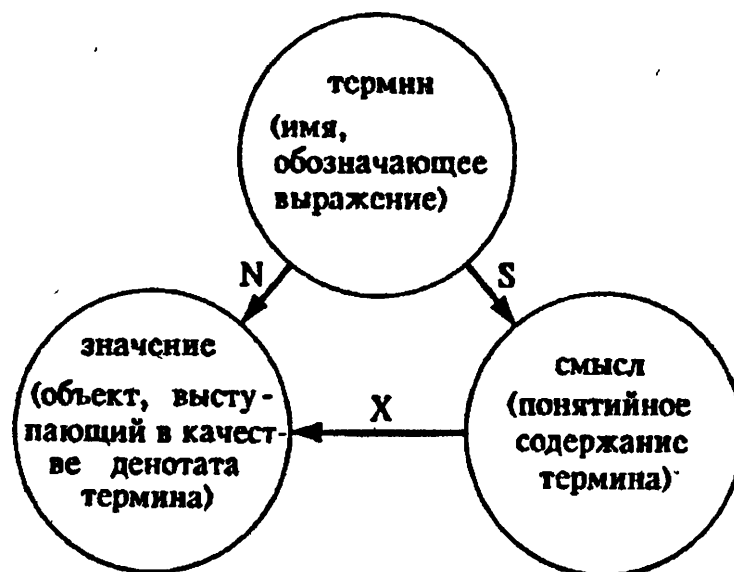 термин
(имя,
обозначающее
выражение)
N
S
значение
(объект, высту-
пающий в качест-
ве денотата
термина)
X
смысл
(понятийное
содержание
термина)